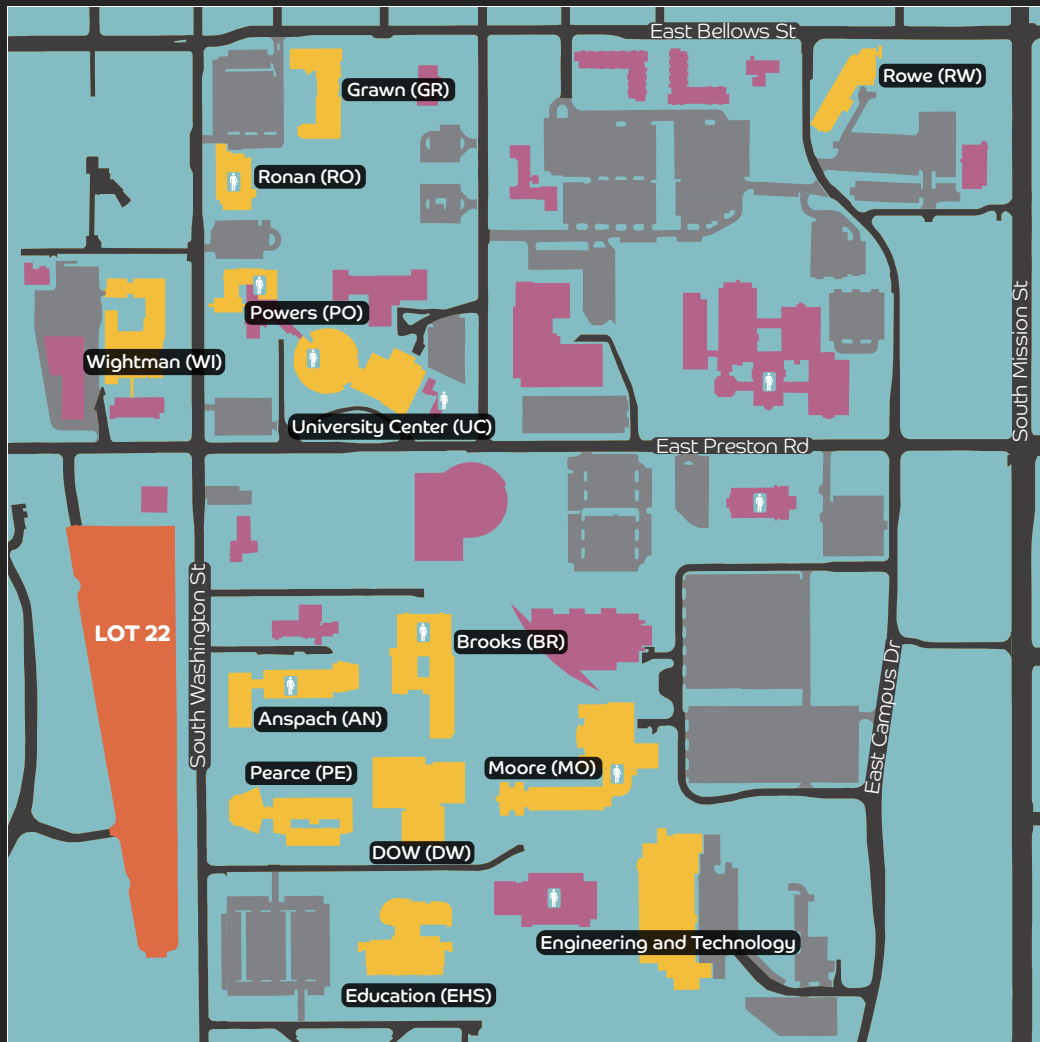 East Bellows St
Rowe (RW)
Grawn (GR)
Ronan (RO)
Powers (PO)
South Mission St
Wightman (WI)
University Center (UC)
East Preston Rd
LOT 22
South Washington St
Brooks (BR)
East Campus Dr
Anspach (AN)
Pearce (PE)
Moore (MO)
DOW (DW)
Engineering and Technology
Education (EHS)